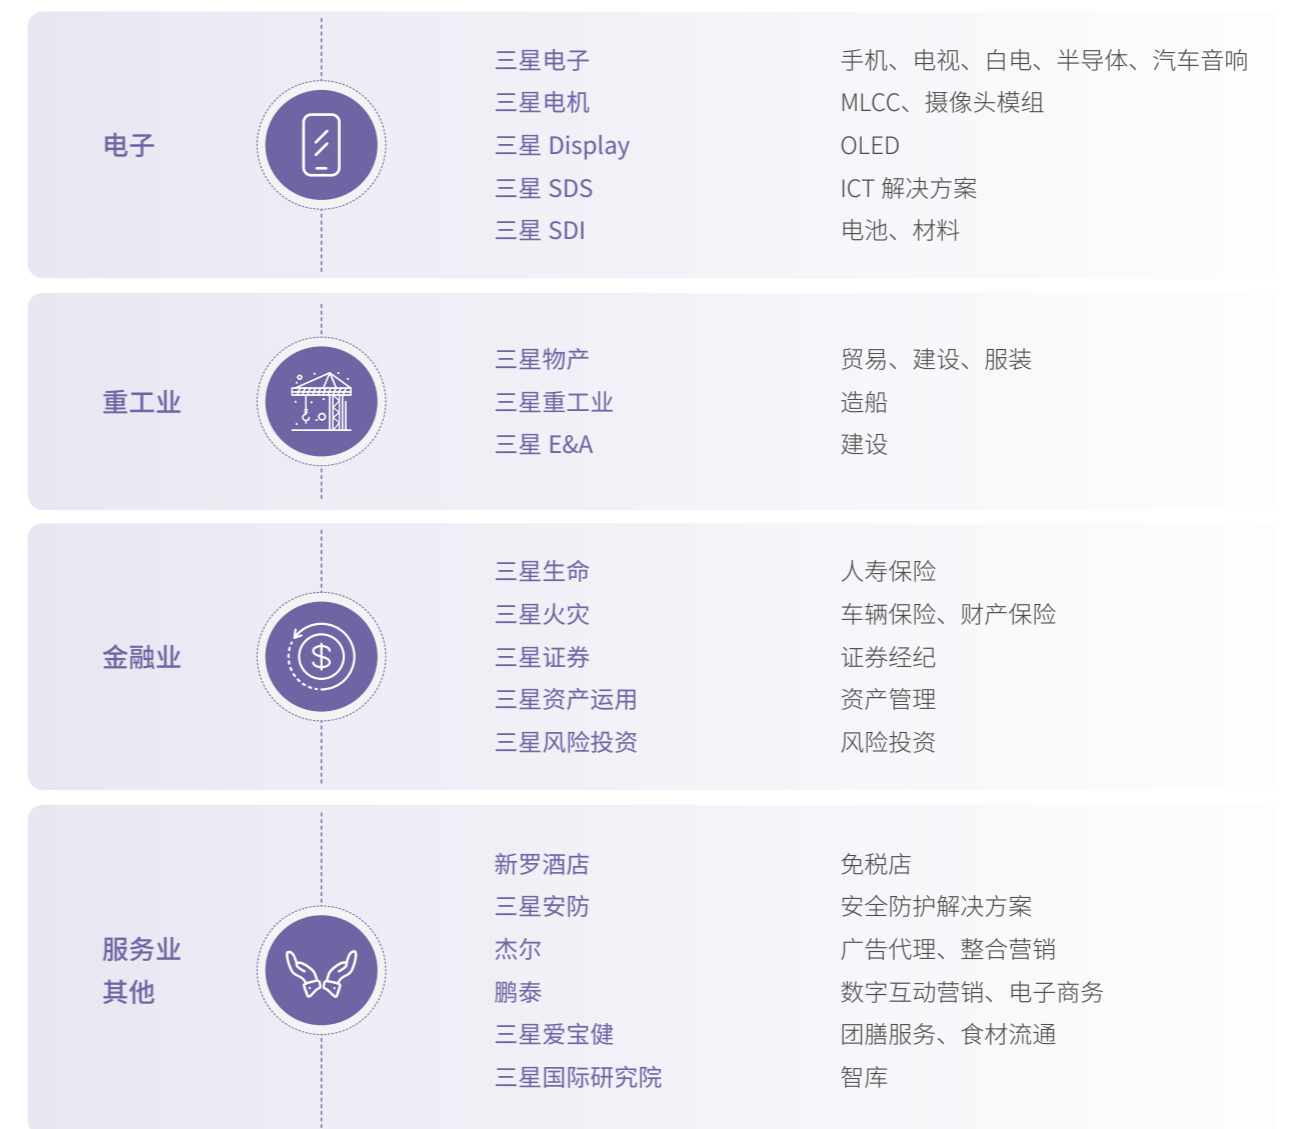 电子
三星电子 手机、电视、白电、半导体、汽车音响
三星电机 MLCC、摄像头模组
三星 Display OLED
三星 SDS ICT 解决方案
三星 SDI 电池、材料
重工业
三星物产 贸易、建设、服装
三星重工业 造船
三星 E&A 建设
金融业
三星生命 人寿保险
三星火灾 车辆保险、财产保险
三星证券 证券经纪
三星资产运用 资产管理
三星风险投资 风险投资
服务业
其他
新罗酒店 免税店
三星安防 安全防护解决方案
杰尔 广告代理、整合营销
鹏泰 数字互动营销、电子商务
三星爱宝健 团膳服务、食材流通
三星国际研究院 智库